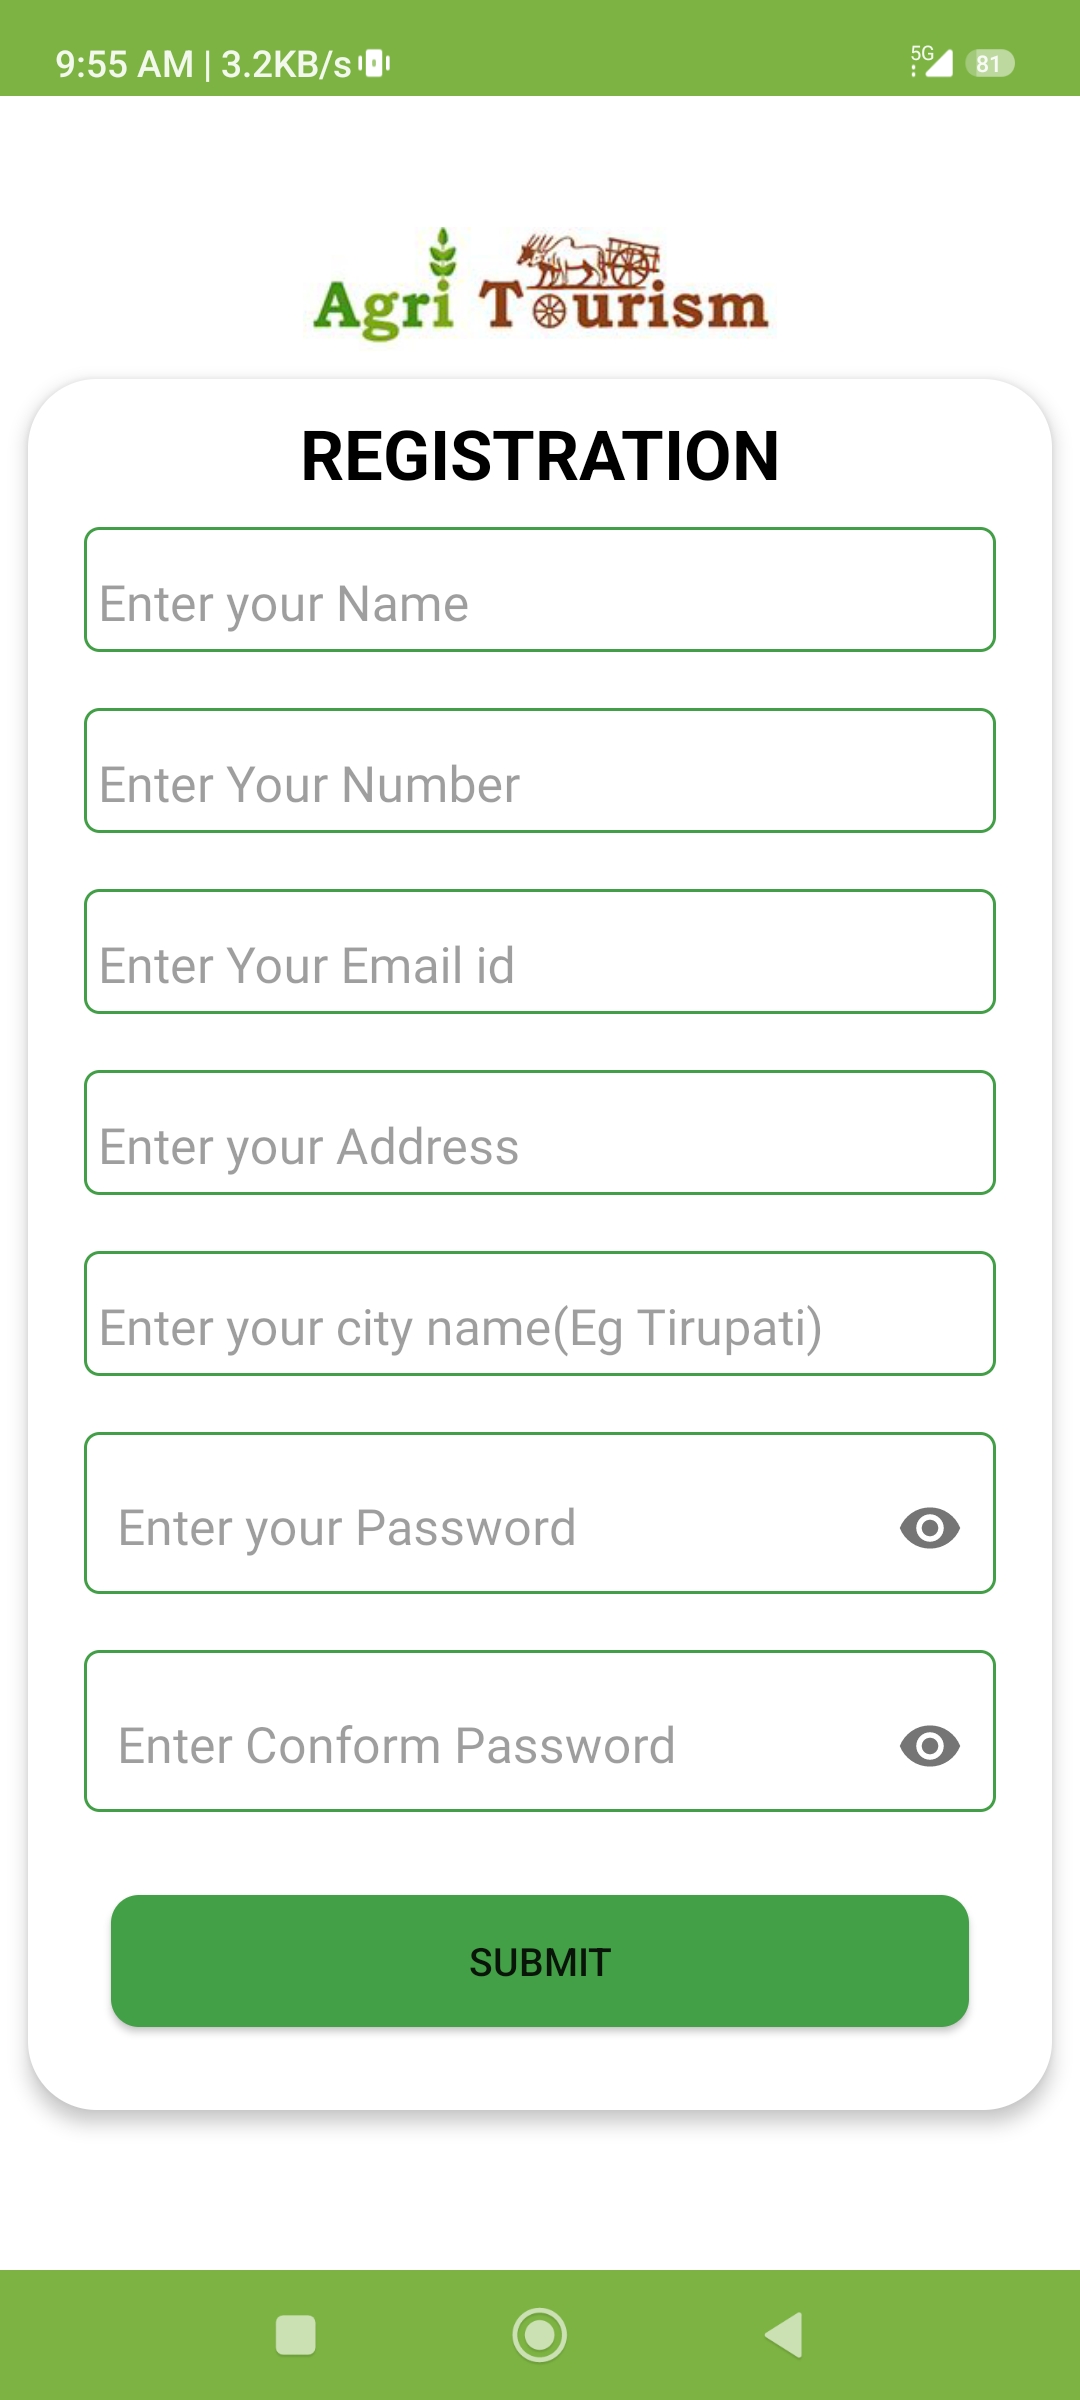 9:55 AM | 3.2KB/s
5G
81
Agri Tourism
REGISTRATION
Enter your Name
Enter Your Number
Enter Your Email id
Enter your Address
Enter your city name(Eg Tirupati)
Enter your Password
Enter Conform Password
SUBMIT